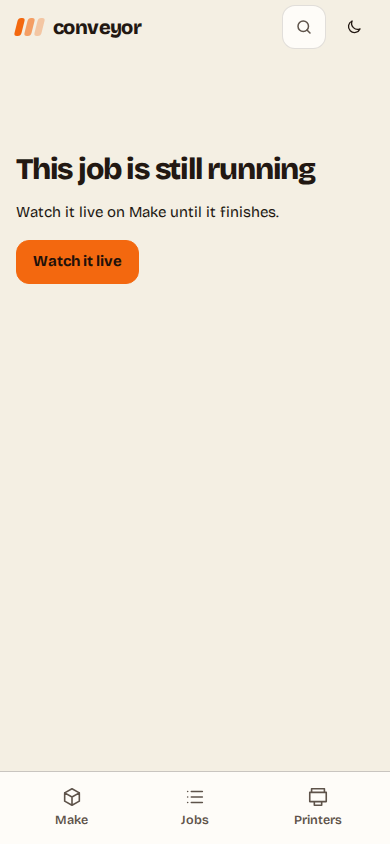 conveyor
This job is still running
Watch it live on Make until it finishes.
Watch it live
Make
Jobs
Printers